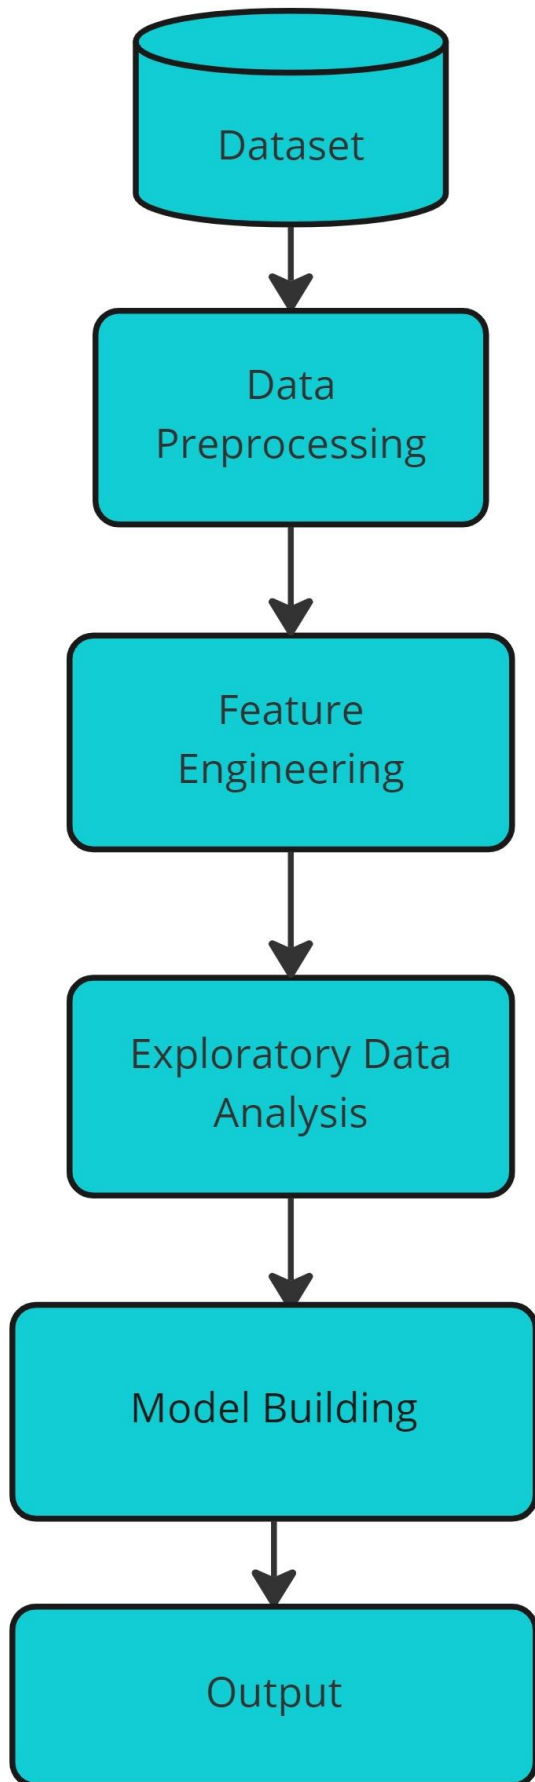 Dataset
Data
Preprocessing
Feature
Engineering
Exploratory Data
Analysis
Model Building
Output